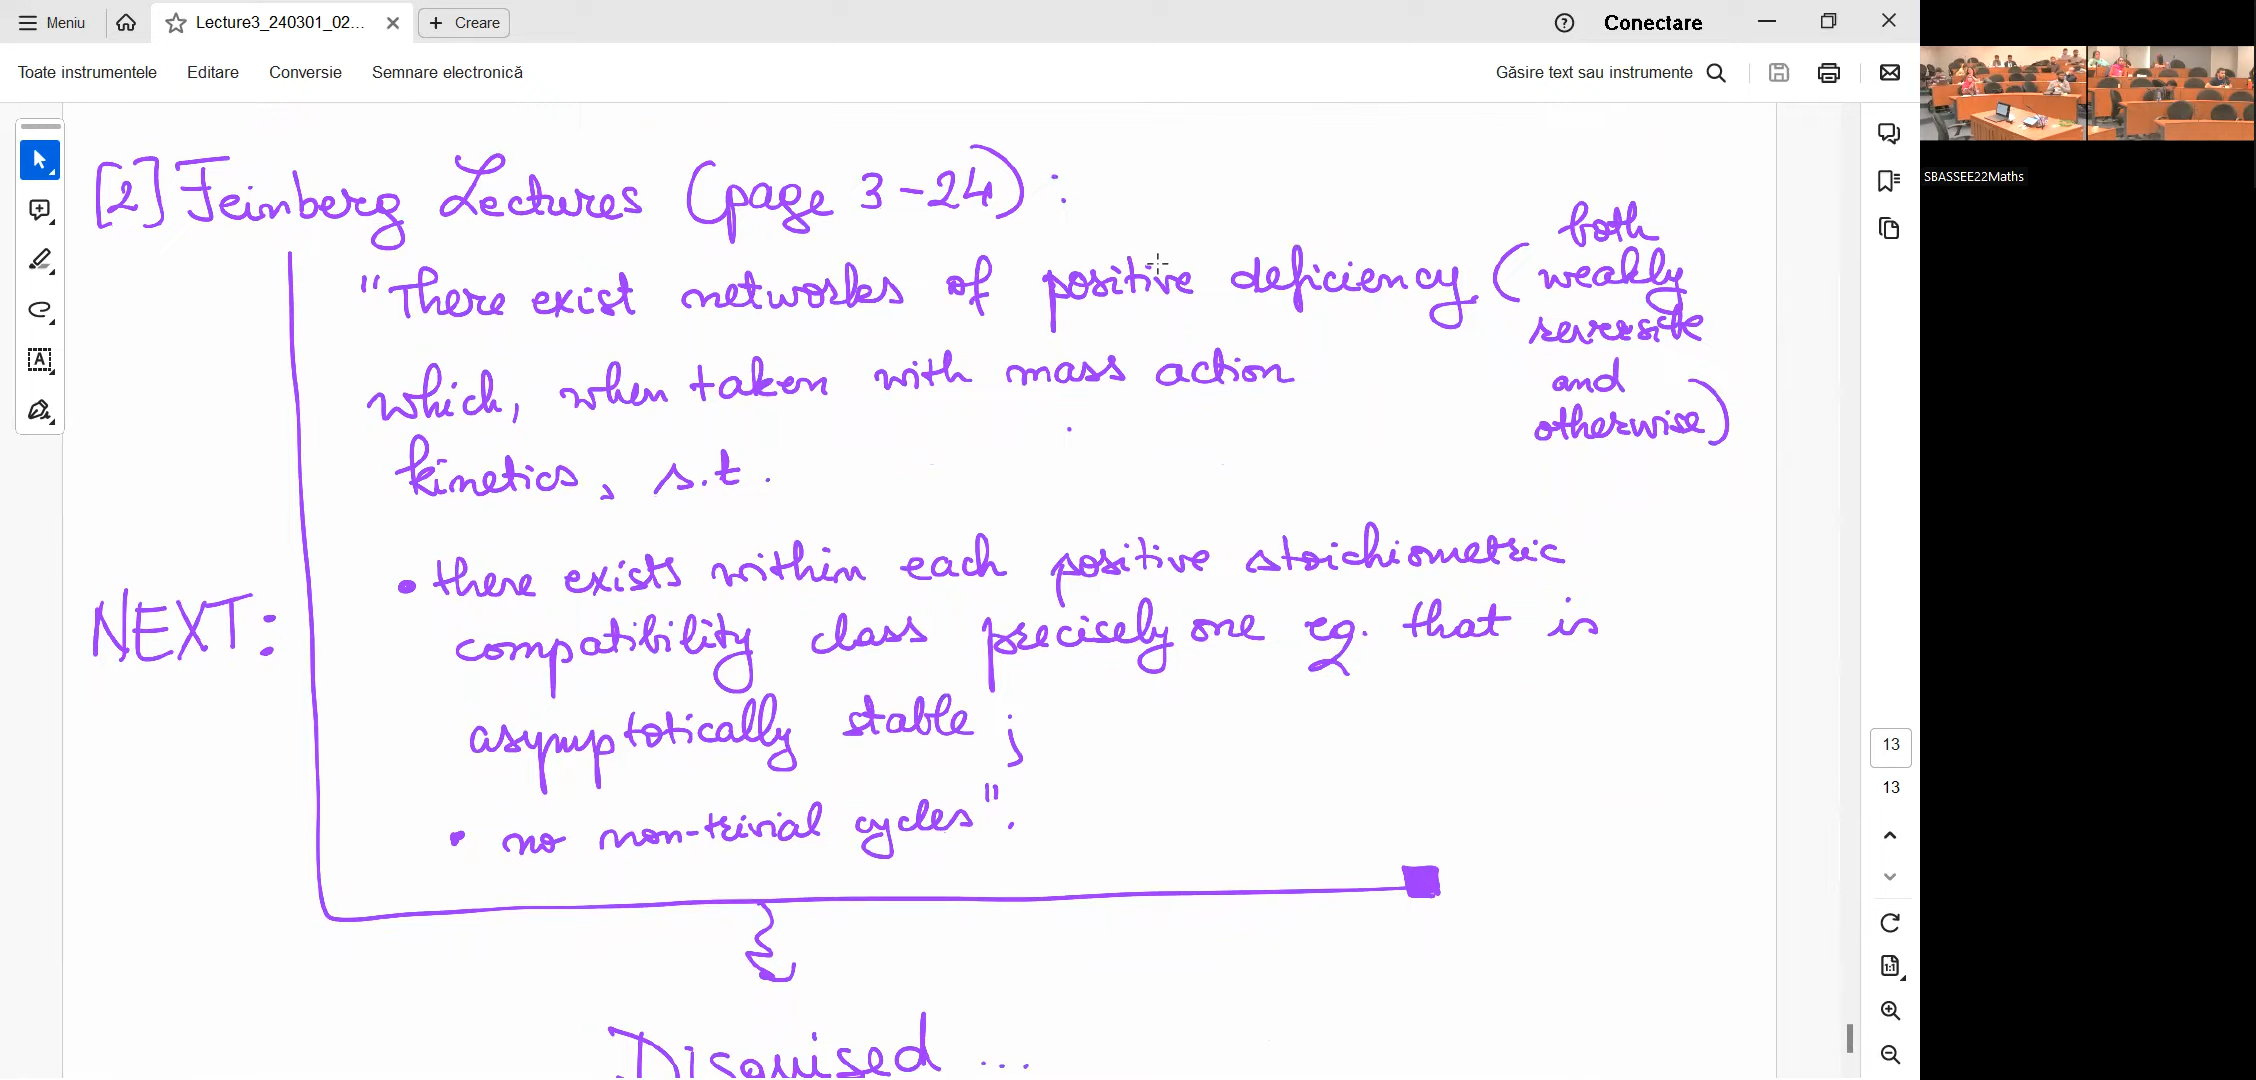 Meniu
Lecture3_240301_02...
Creare
Conectare
Toate instrumentele
Editare
Conversie
Semnare electronică
Găsire text sau instrumente
[2] Feinberg Lectures (page 3-24):
"There exist networks of positive deficiency (both
weakly
reversible
and
otherwise)
which, when taken with mass action
kinetics, s.t.
• there exists within each positive stoichiometric
compatibility class precisely one eq. that is
asymptotically stable;
• no non-trivial cycles".
NEXT:
Disguised ...
13
13
1:1
SBASSEE22Maths